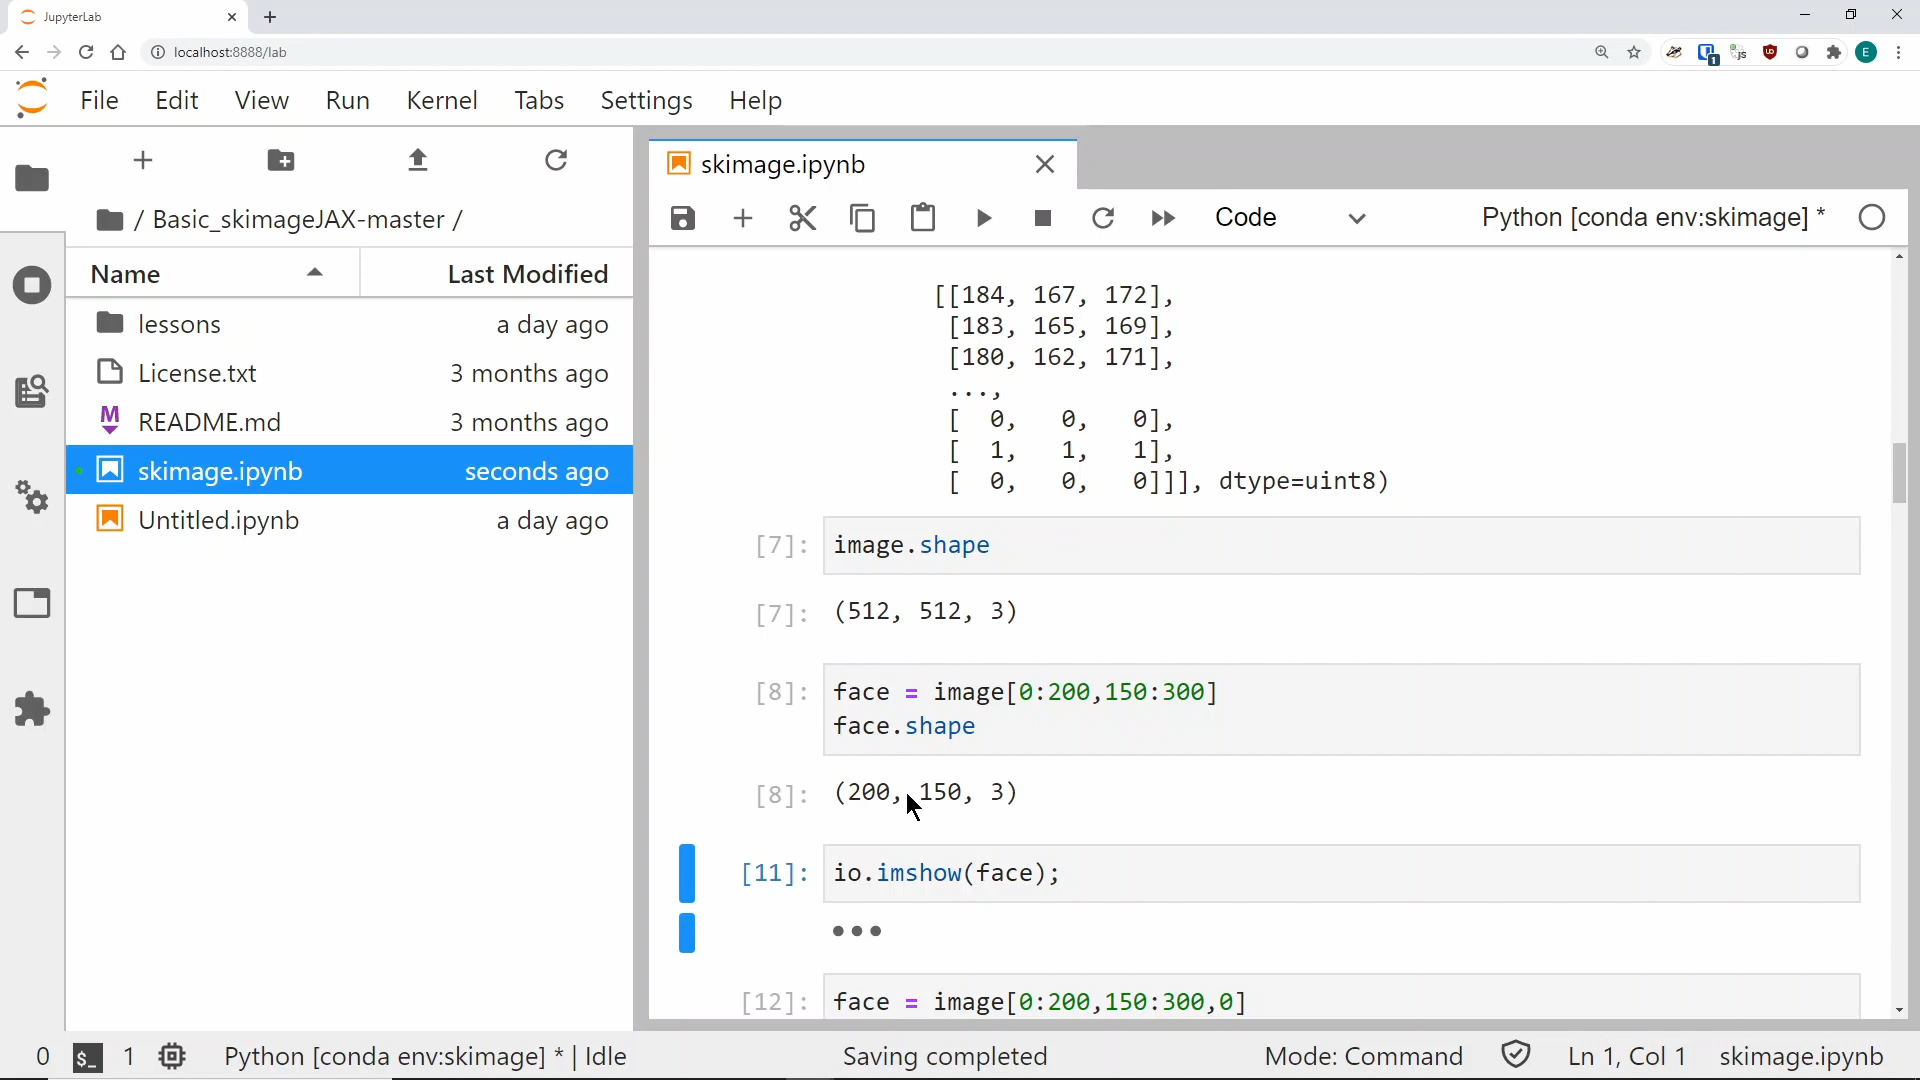 JupyterLab
localhost:8888/lab
1
JS
E
File Edit View Run Kernel Tabs Settings Help
/ Basic_skimageJAX-master /
Name Last Modified
lessons a day ago
License.txt 3 months ago
M README.md 3 months ago
skimage.ipynb seconds ago
Untitled.ipynb a day ago
skimage.ipynb
Code Python [conda env:skimage] *
[[184, 167, 172],
[183, 165, 169],
[180, 162, 171],
...,
[ 0, 0, 0],
[ 1, 1, 1],
[ 0, 0, 0]]], dtype=uint8)
[7]: image.shape
[7]: (512, 512, 3)
[8]: face = image[0:200,150:300]
face.shape
[8]: (200, 150, 3)
[11]: io.imshow(face);
[12]: face = image[0:200,150:300,0]
0 $_ 1 Python [conda env:skimage] * | Idle Saving completed Mode: Command Ln 1, Col 1 skimage.ipynb